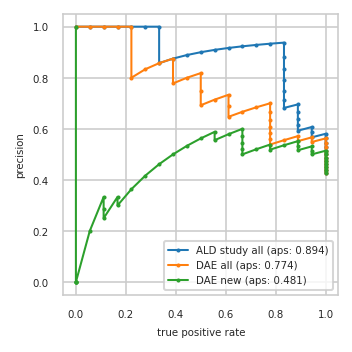 1.0
0.8
0.6
0.4
0.2
0.0
precision
0.0 0.2 0.4 0.6 0.8 1.0
true positive rate
ALD study all (aps: 0.894)
DAE all (aps: 0.774)
DAE new (aps: 0.481)